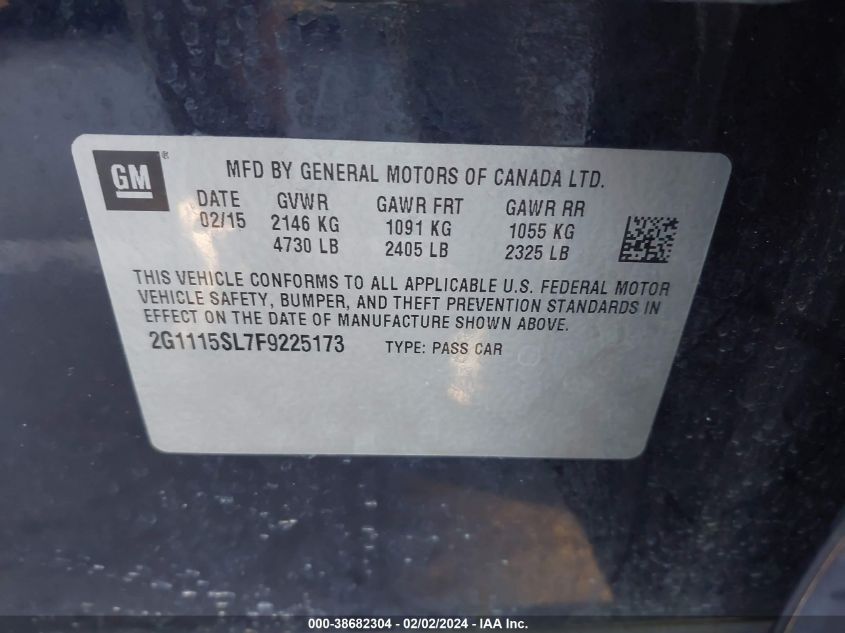 GM ® MFD BY GENERAL MOTORS OF CANADA LTD.
DATE GVWR GAWR FRT GAWR RR
02/15 2146 KG 1091 KG 1055 KG
4730 LB 2405 LB 2325 LB
THIS VEHICLE CONFORMS TO ALL APPLICABLE U.S. FEDERAL MOTOR
VEHICLE SAFETY, BUMPER, AND THEFT PREVENTION STANDARDS IN
EFFECT ON THE DATE OF MANUFACTURE SHOWN ABOVE.
2G1115SL7F9225173 TYPE: PASS CAR
000-38682304 - 02/02/2024 - IAA Inc.